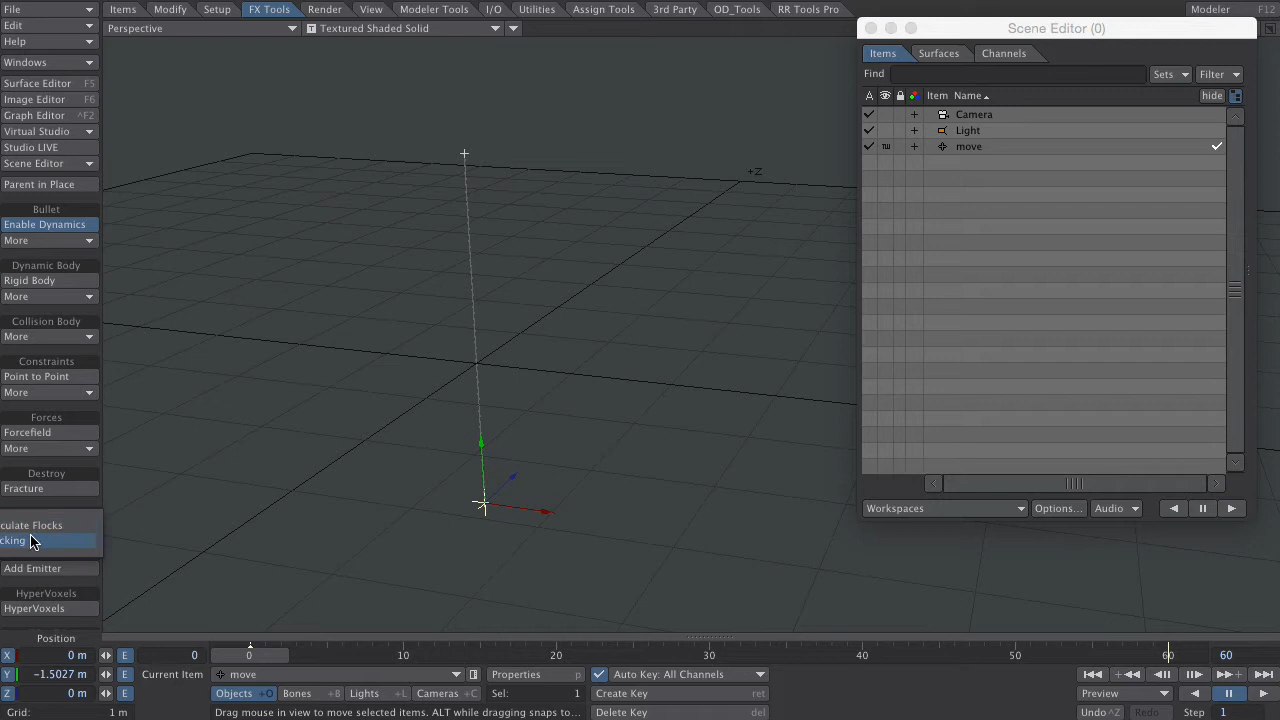 File Items Modify Setup FX Tools Render View Modeler Tools I/O Utilities Assign Tools 3rd Party OD_Tools RR Tools Pro Modeler
Edit
Perspective T Textured Shaded Solid
Help
Windows
Surface Editor F5
Image Editor F6
Graph Editor ^F2
Virtual Studio
Studio LIVE
Scene Editor
Parent in Place
Bullet
Enable Dynamics
More
Dynamic Body
Rigid Body
More
Collision Body
More
Constraints
Point to Point
More
Forces
Forcefield
More
Destroy
Fracture
culate Flocks
cking
Add Emitter
HyperVoxels
HyperVoxels
+Z
Scene Editor (0)
Items Surfaces Channels
Find Sets Filter
A Item Name hide
+ Camera
+ Light
+ move
Workspaces Options... Audio
Position
X 0 m E 0 0 10 20 30 40 50 60 60
Y -1.5027 m E Current Item move Properties p Auto Key: All Channels
Z 0 m E Objects +O Bones +B Lights +L Cameras +C Sel: 1 Create Key ret Preview
Grid: 1 m Drag mouse in view to move selected items. ALT while dragging snaps to... Delete Key del Undo ^Z Redo Step 1